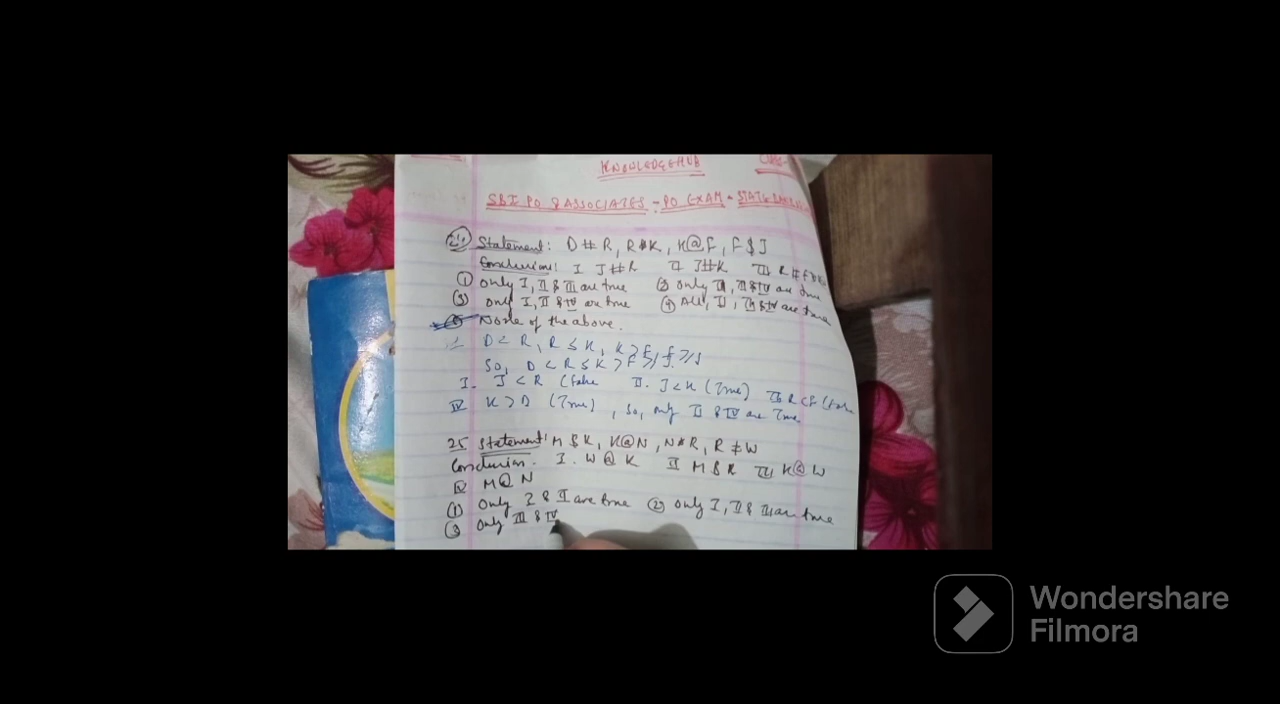 KNOWLEDGEHUB
SBI PO & ASSOCIATES - PO EXAM - STATE
24. Statement: D # R, R * K, K @ F, F $ J
Conclusion: I J # R II J # K III R # F
① Only I, II & III are true ② Only II, III & IV are true
③ only I, II & IV are true ④ All I, II, III & IV are true
⑤ None of the above.
D < R, R ≤ K, K > F, F ≥ J
So, D < R ≤ K > F ≥ J
I. J < R (False II. J < K (True) III R < F (False
IV K > D (True), So, only II & IV are True
25 Statement: M $ K, K @ N, N * R, R # W
Conclusion. I. W @ K II M $ R III K @ W
IV M @ N
① Only I & II are true ② only I, II & III are true
③ only III & IV
Wondershare
Filmora